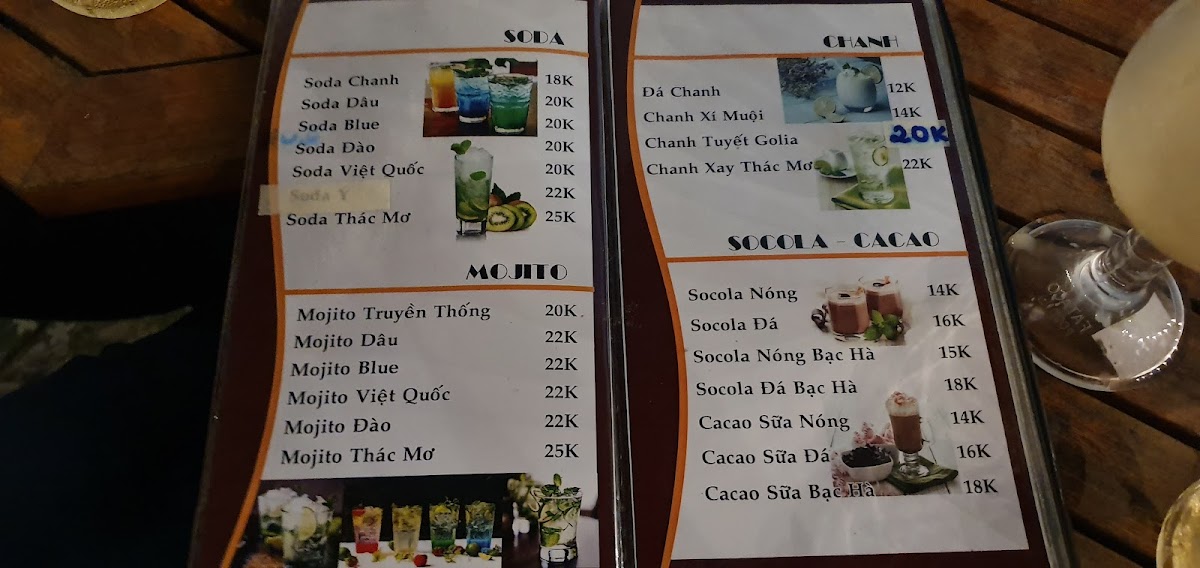 SODA
Soda Chanh 18K
Soda Dâu 20K
Soda Blue 20K
Soda Đào 20K
Soda Việt Quốc 20K
Soda Ý 22K
Soda Thác Mơ 25K
MOJITO
Mojito Truyền Thống 20K
Mojito Dâu 22K
Mojito Blue 22K
Mojito Việt Quốc 22K
Mojito Đào 22K
Mojito Thác Mơ 25K
CHANH
Đá Chanh 12K
Chanh Xí Muội 14K
Chanh Tuyết Golia 20K
Chanh Xay Thác Mơ 22K
SOCOLA - CACAO
Socola Nóng 14K
Socola Đá 16K
Socola Nóng Bạc Hà 15K
Socola Đá Bạc Hà 18K
Cacao Sữa Nóng 14K
Cacao Sữa Đá 16K
Cacao Sữa Bạc Hà 18K